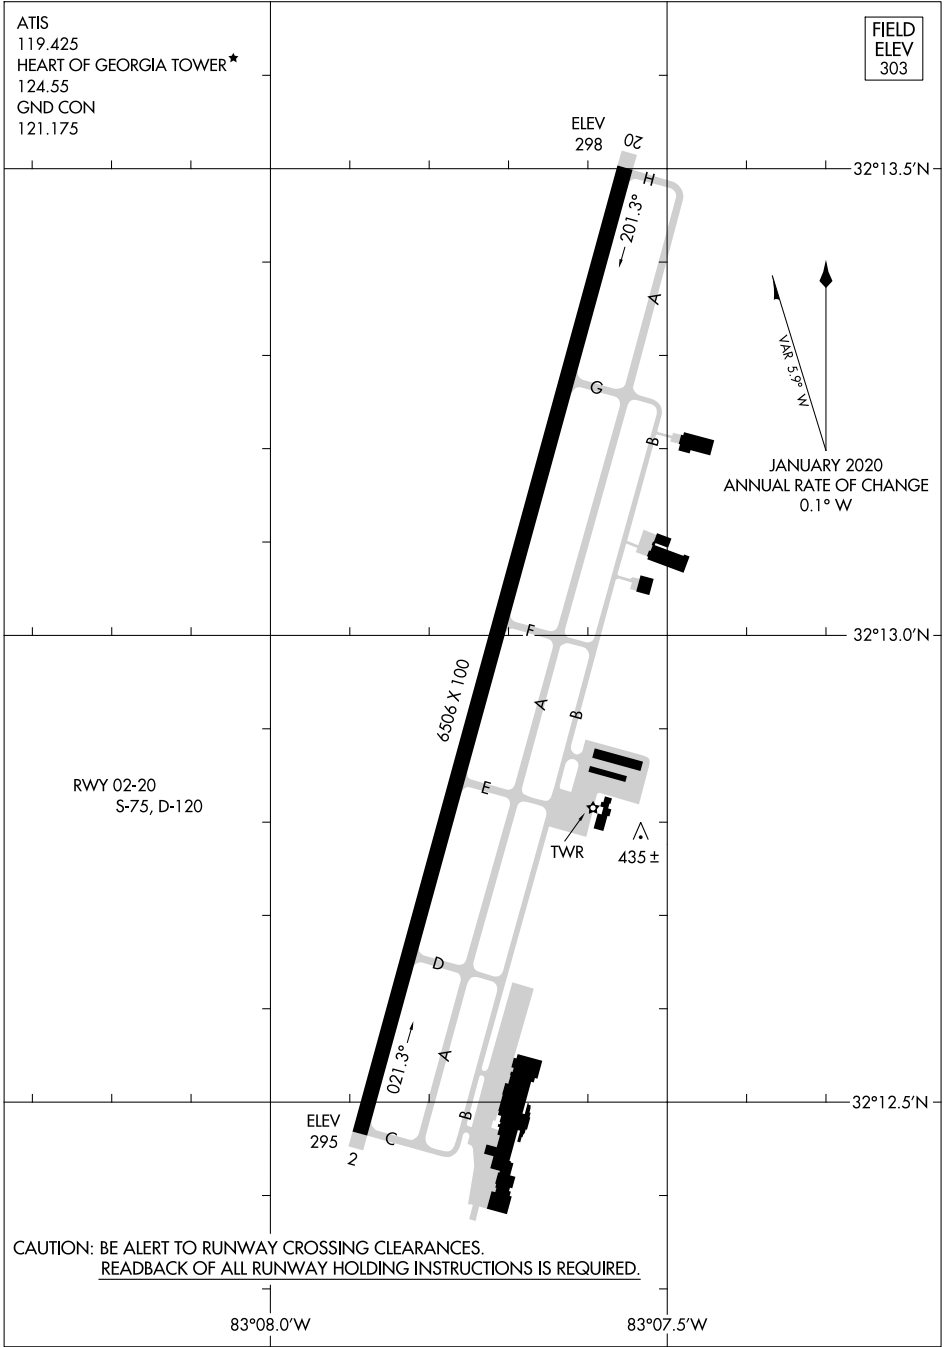 ATIS
119.425
HEART OF GEORGIA TOWER★
124.55
GND CON
121.175
FIELD
ELEV
303
ELEV
298
20
32°13.5'N
H
201.3°
A
VAR 5.9° W
G
B
JANUARY 2020
ANNUAL RATE OF CHANGE
0.1° W
F
32°13.0'N
6506 X 100
A
B
RWY 02-20
S-75, D-120
E
TWR
435 ±
D
021.3°
A
32°12.5'N
B
ELEV
295
C
2
CAUTION: BE ALERT TO RUNWAY CROSSING CLEARANCES.
READBACK OF ALL RUNWAY HOLDING INSTRUCTIONS IS REQUIRED.
83°08.0'W
83°07.5'W